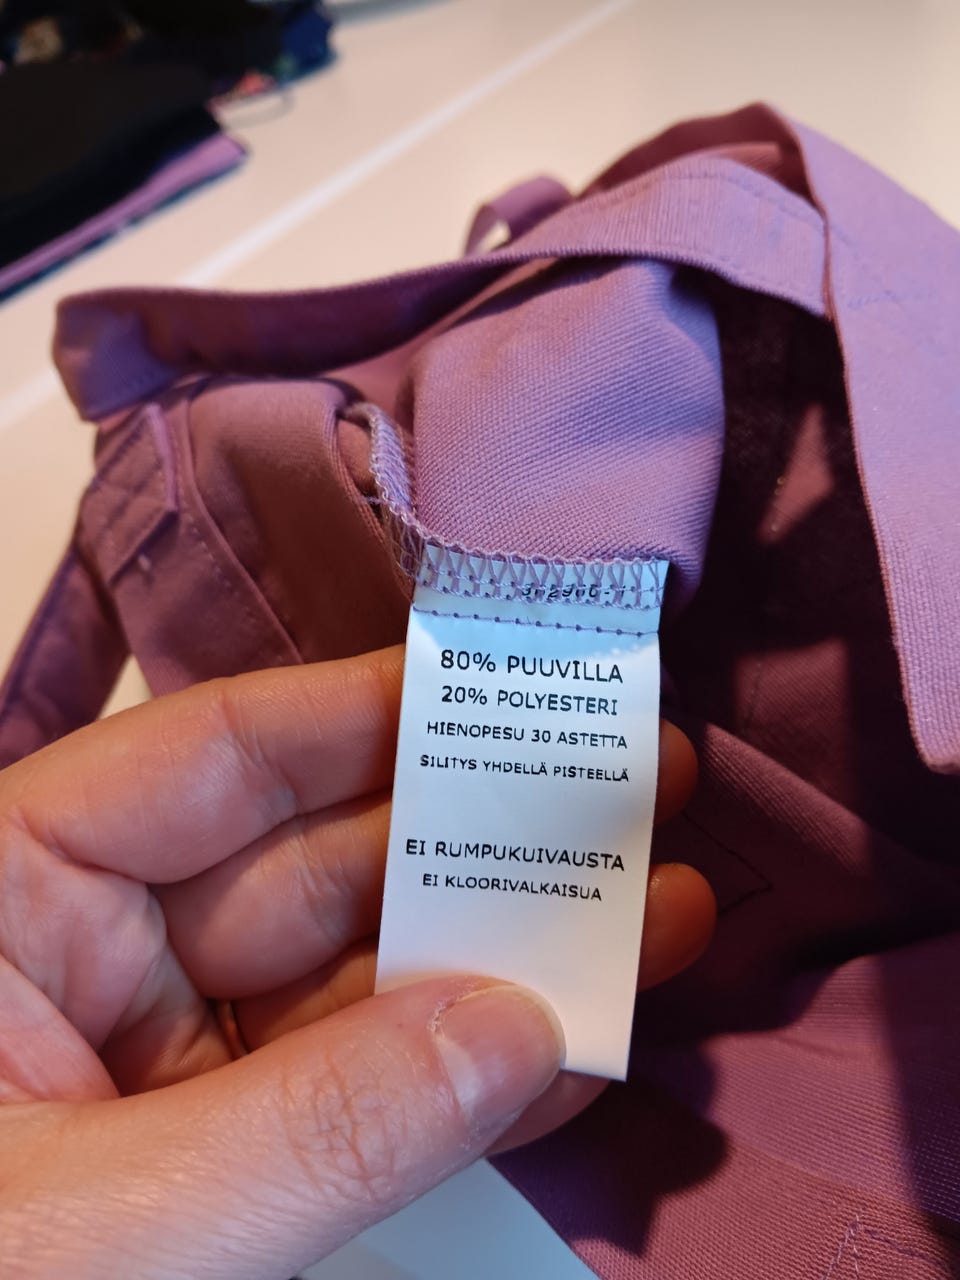 80% PUUVILLA
20% POLYESTERI
HIENOPESU 30 ASTETTA
SILITYS YHDELLÄ PISTEELLÄ
EI RUMPUKUIVAUSTA
EI KLOORIVALKAISUA